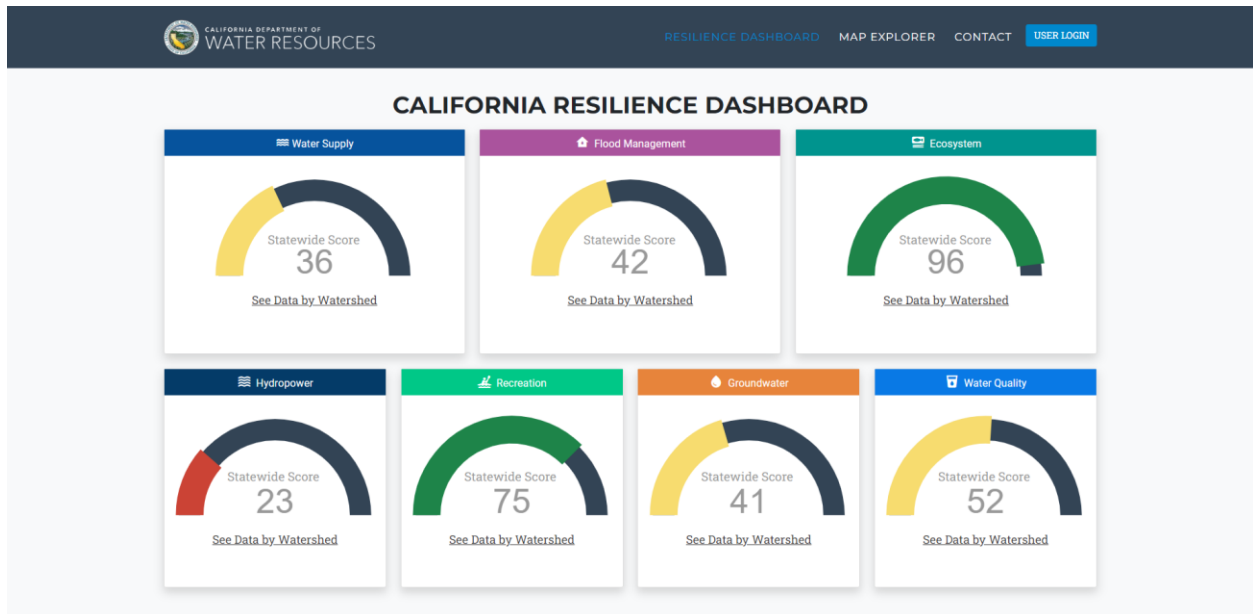 CALIFORNIA DEPARTMENT OF
WATER RESOURCES
RESILIENCE DASHBOARD
MAP EXPLORER
CONTACT
USER LOGIN
CALIFORNIA RESILIENCE DASHBOARD
Water Supply
Statewide Score
36
See Data by Watershed
Flood Management
Statewide Score
42
See Data by Watershed
Ecosystem
Statewide Score
96
See Data by Watershed
Hydropower
Statewide Score
23
See Data by Watershed
Recreation
Statewide Score
75
See Data by Watershed
Groundwater
Statewide Score
41
See Data by Watershed
Water Quality
Statewide Score
52
See Data by Watershed